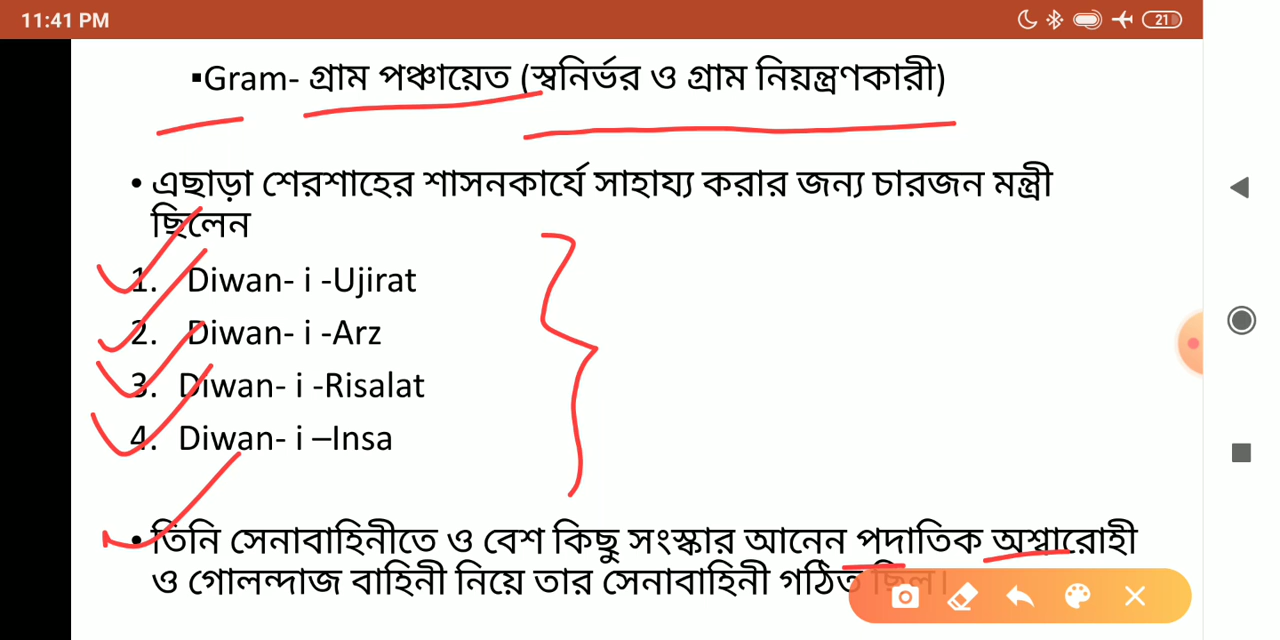 11:41 PM
21
▪Gram- গ্রাম পঞ্চায়েত (স্বনির্ভর ও গ্রাম নিয়ন্ত্রণকারী)
• এছাড়া শেরশাহের শাসনকার্যে সাহায্য করার জন্য চারজন মন্ত্রী
ছিলেন
1. Diwan- i -Ujirat
2. Diwan- i -Arz
3. Diwan- i -Risalat
4. Diwan- i –Insa
• তিনি সেনাবাহিনীতে ও বেশ কিছু সংস্কার আনেন পদাতিক অশ্বারোহী
ও গোলন্দাজ বাহিনী নিয়ে তার সেনাবাহিনী গঠিত ছিল।